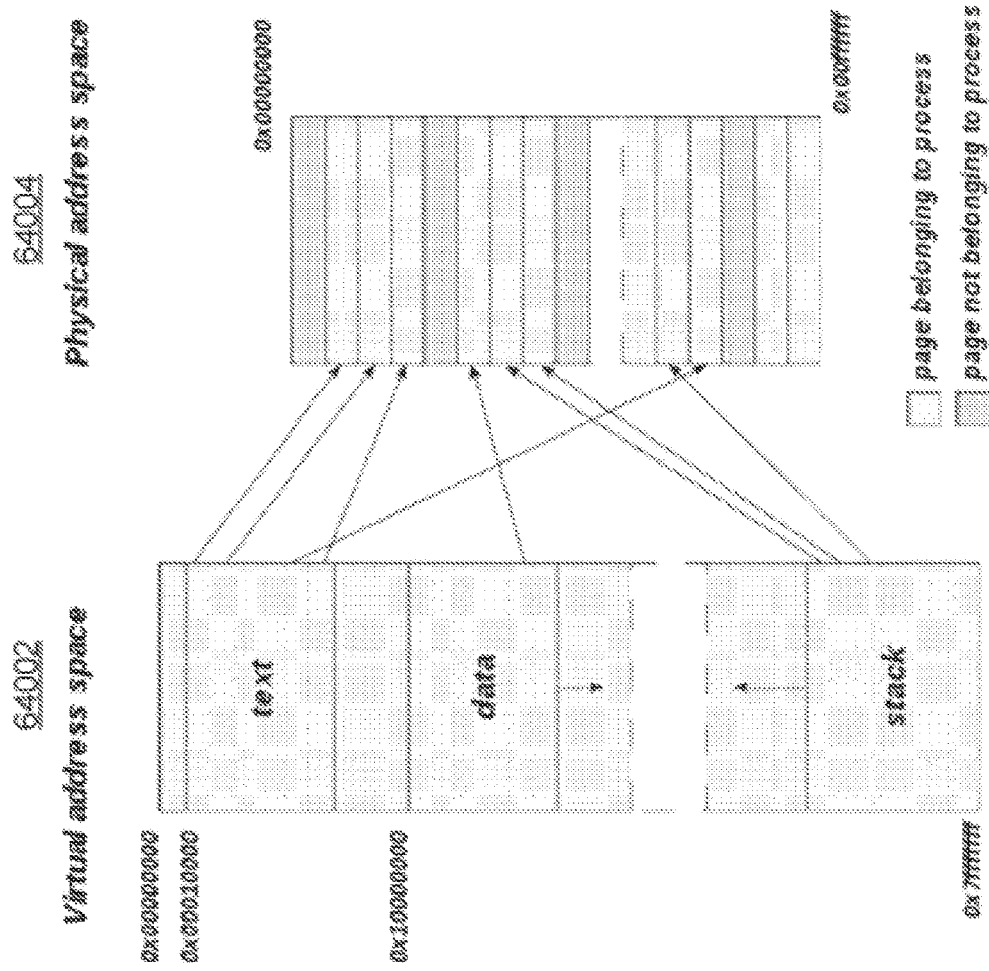 64002
Virtual address space
0x00000000
0x00010000
text
0x10000000
data
stack
0x7fffffff
64004
Physical address space
0x00000000
0x00ffffff
page belonging to process
page not belonging to process